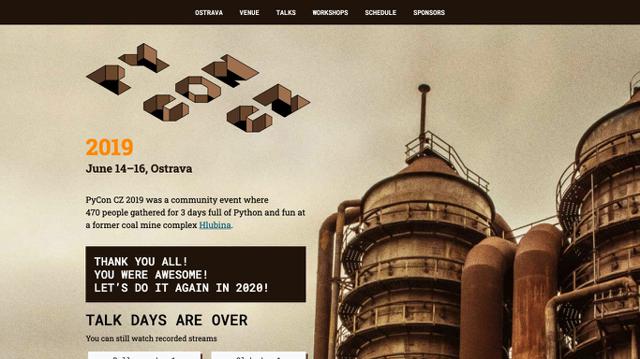 OSTRAVA VENUE TALKS WORKSHOPS SCHEDULE SPONSORS
PYCON CZ
2019
June 14–16, Ostrava
PyCon CZ 2019 was a community event where
470 people gathered for 3 days full of Python and fun at
a former coal mine complex Hlubina.
THANK YOU ALL!
YOU WERE AWESOME!
LET'S DO IT AGAIN IN 2020!
TALK DAYS ARE OVER
You can still watch recorded streams